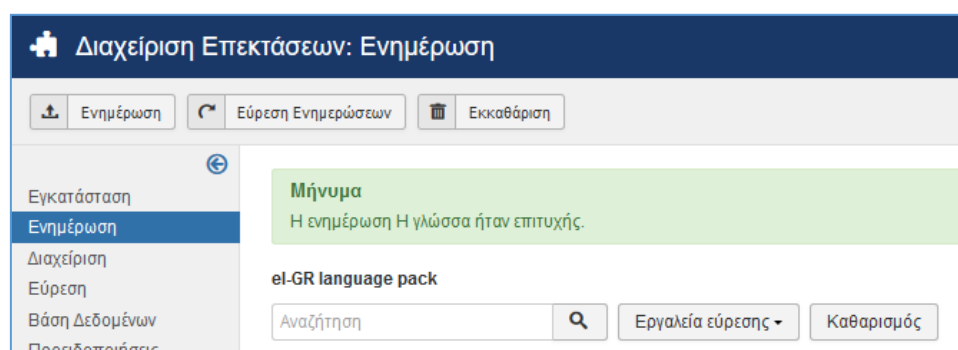 Διαχείριση Επεκτάσεων: Ενημέρωση
Ενημέρωση Εύρεση Ενημερώσεων Εκκαθάριση
Εγκατάσταση
Ενημέρωση
Διαχείριση
Εύρεση
Βάση Δεδομένων
Προειδοποιήσεις
Μήνυμα
Η ενημέρωση Η γλώσσα ήταν επιτυχής.
el-GR language pack
Αναζήτηση Εργαλεία εύρεσης Καθαρισμός